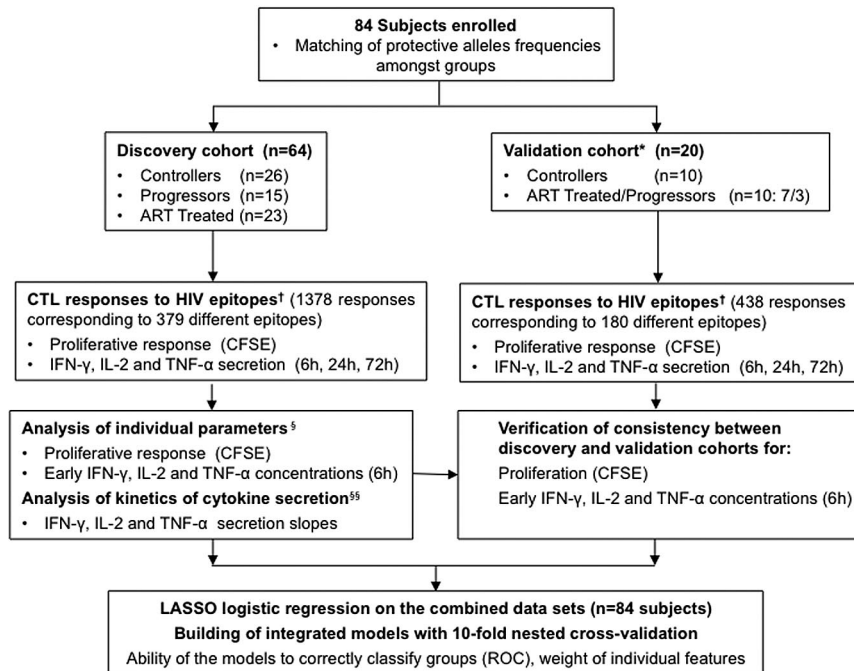 84 Subjects enrolled
• Matching of protective alleles frequencies
amongst groups
Discovery cohort (n=64)
• Controllers (n=26)
• Progressors (n=15)
• ART Treated (n=23)
Validation cohort* (n=20)
• Controllers (n=10)
• ART Treated/Progressors (n=10: 7/3)
CTL responses to HIV epitopes† (1378 responses
corresponding to 379 different epitopes)
• Proliferative response (CFSE)
• IFN-γ, IL-2 and TNF-α secretion (6h, 24h, 72h)
CTL responses to HIV epitopes† (438 responses
corresponding to 180 different epitopes)
• Proliferative response (CFSE)
• IFN-γ, IL-2 and TNF-α secretion (6h, 24h, 72h)
Analysis of individual parameters §
• Proliferative response (CFSE)
• Early IFN-γ, IL-2 and TNF-α concentrations (6h)
Analysis of kinetics of cytokine secretion§§
• IFN-γ, IL-2 and TNF-α secretion slopes
Verification of consistency between
discovery and validation cohorts for:
Proliferation (CFSE)
Early IFN-γ, IL-2 and TNF-α concentrations (6h)
LASSO logistic regression on the combined data sets (n=84 subjects)
Building of integrated models with 10-fold nested cross-validation
Ability of the models to correctly classify groups (ROC), weight of individual features